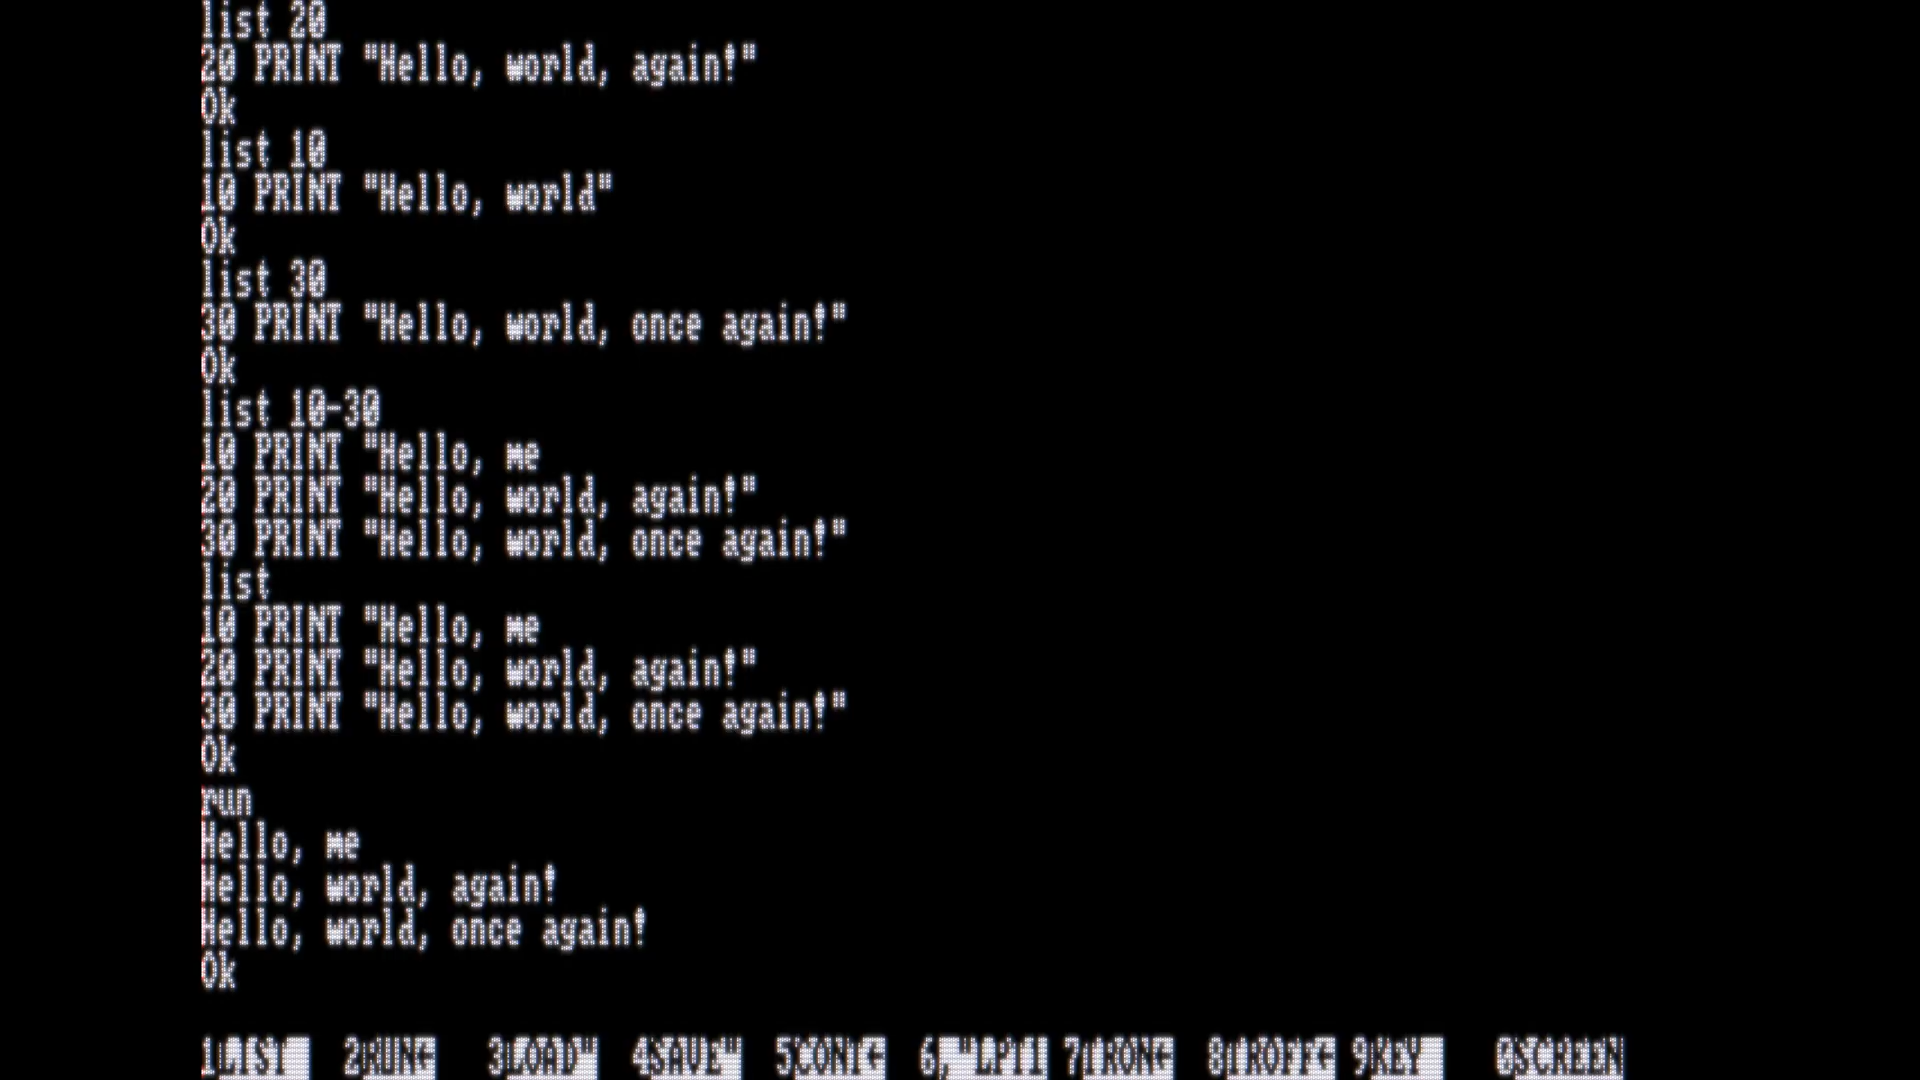 list 20
20 PRINT "Hello, world, again!"
Ok
list 10
10 PRINT "Hello, world"
Ok
list 30
30 PRINT "Hello, world, once again!"
Ok
list 10-30
10 PRINT "Hello, me
20 PRINT "Hello, world, again!"
30 PRINT "Hello, world, once again!"
list
10 PRINT "Hello, me
20 PRINT "Hello, world, again!"
30 PRINT "Hello, world, once again!"
Ok
run
Hello, me
Hello, world, again!
Hello, world, once again!
Ok
1LIST 2RUN← 3LOAD" 4SAVE" 5CONT← 6,"LPT1 7TRON← 8TROFF← 9KEY 0SCREEN